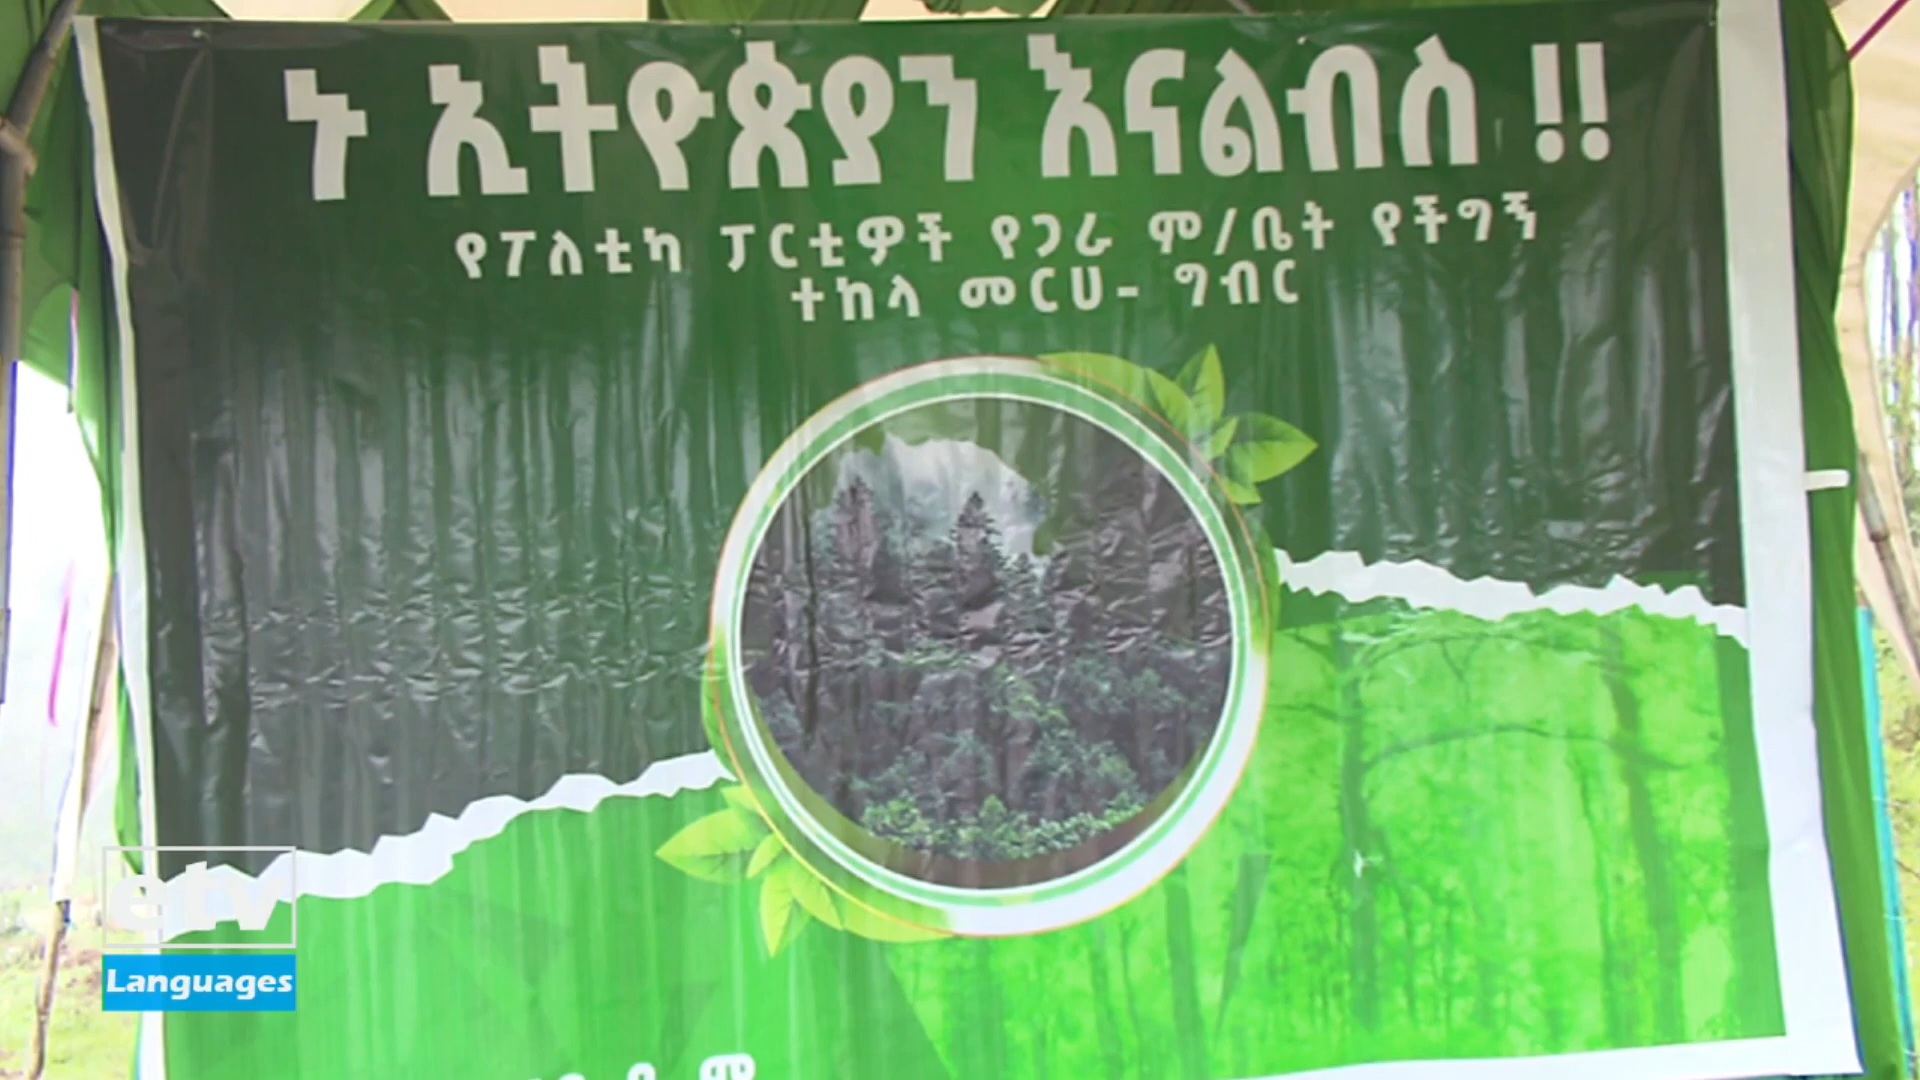 ኑ ኢትዮጵያን እናልብስ !!
የፖለቲካ ፓርቲዎች የጋራ ም/ቤት የችግኝ
ተከላ መርሀ- ግብር
etv
Languages